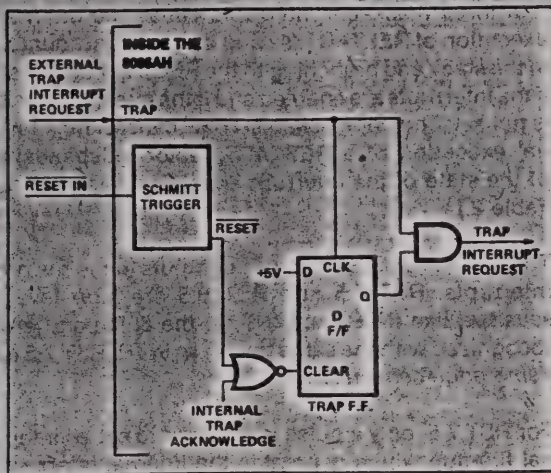 INSIDE THE
8085AH
EXTERNAL
TRAP
INTERRUPT
REQUEST
TRAP
RESET IN
SCHMITT
TRIGGER
RESET
+5V
D
CLK
Q
D
F/F
CLEAR
TRAP F.F.
INTERNAL
TRAP
ACKNOWLEDGE
TRAP
INTERRUPT
REQUEST